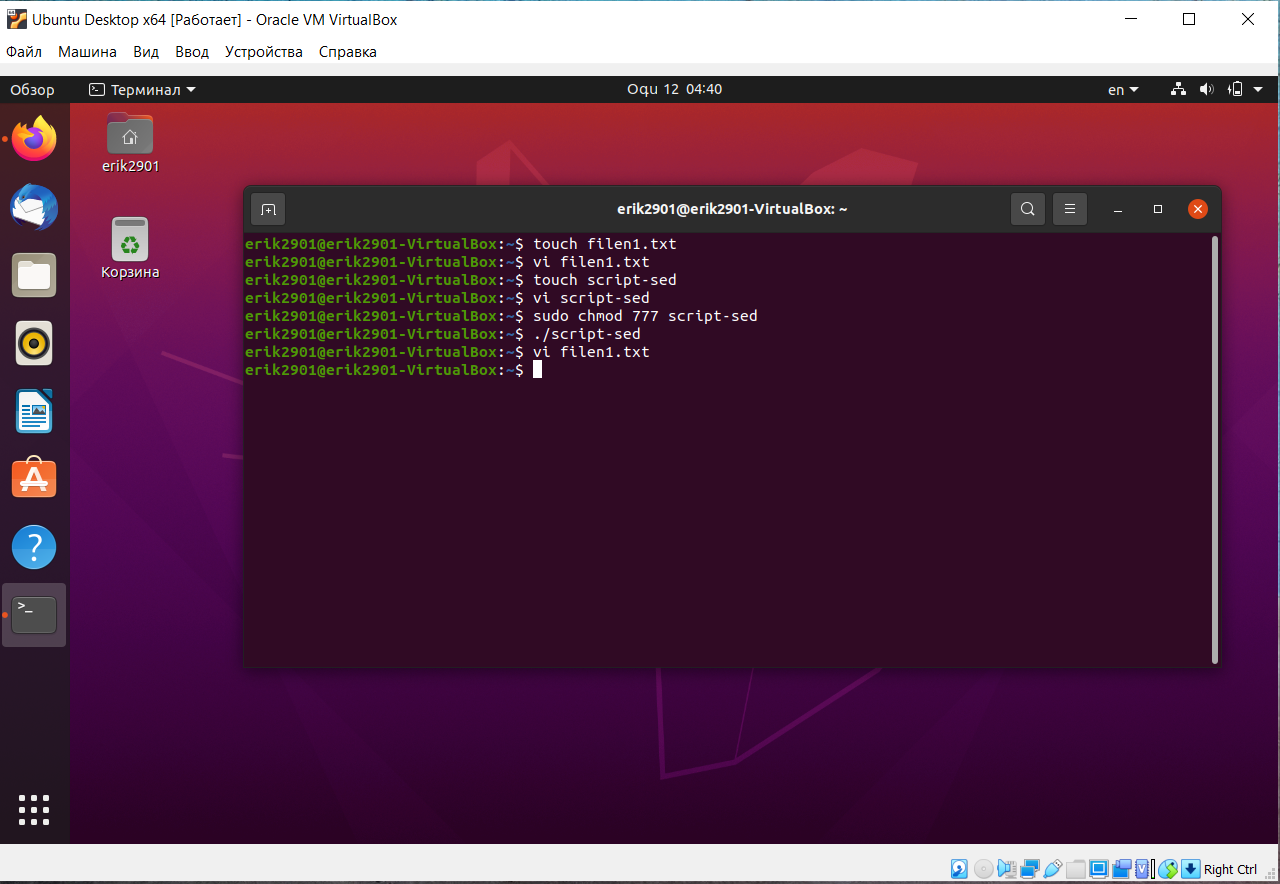 Ubuntu Desktop x64 [Работает] - Oracle VM VirtualBox
Файл Машина Вид Ввод Устройства Справка
Обзор Терминал Օգս 12 04:40 en
erik2901
Корзина
erik2901@erik2901-VirtualBox: ~
erik2901@erik2901-VirtualBox:~$ touch filen1.txt
erik2901@erik2901-VirtualBox:~$ vi filen1.txt
erik2901@erik2901-VirtualBox:~$ touch script-sed
erik2901@erik2901-VirtualBox:~$ vi script-sed
erik2901@erik2901-VirtualBox:~$ sudo chmod 777 script-sed
erik2901@erik2901-VirtualBox:~$ ./script-sed
erik2901@erik2901-VirtualBox:~$ vi filen1.txt
erik2901@erik2901-VirtualBox:~$
Right Ctrl